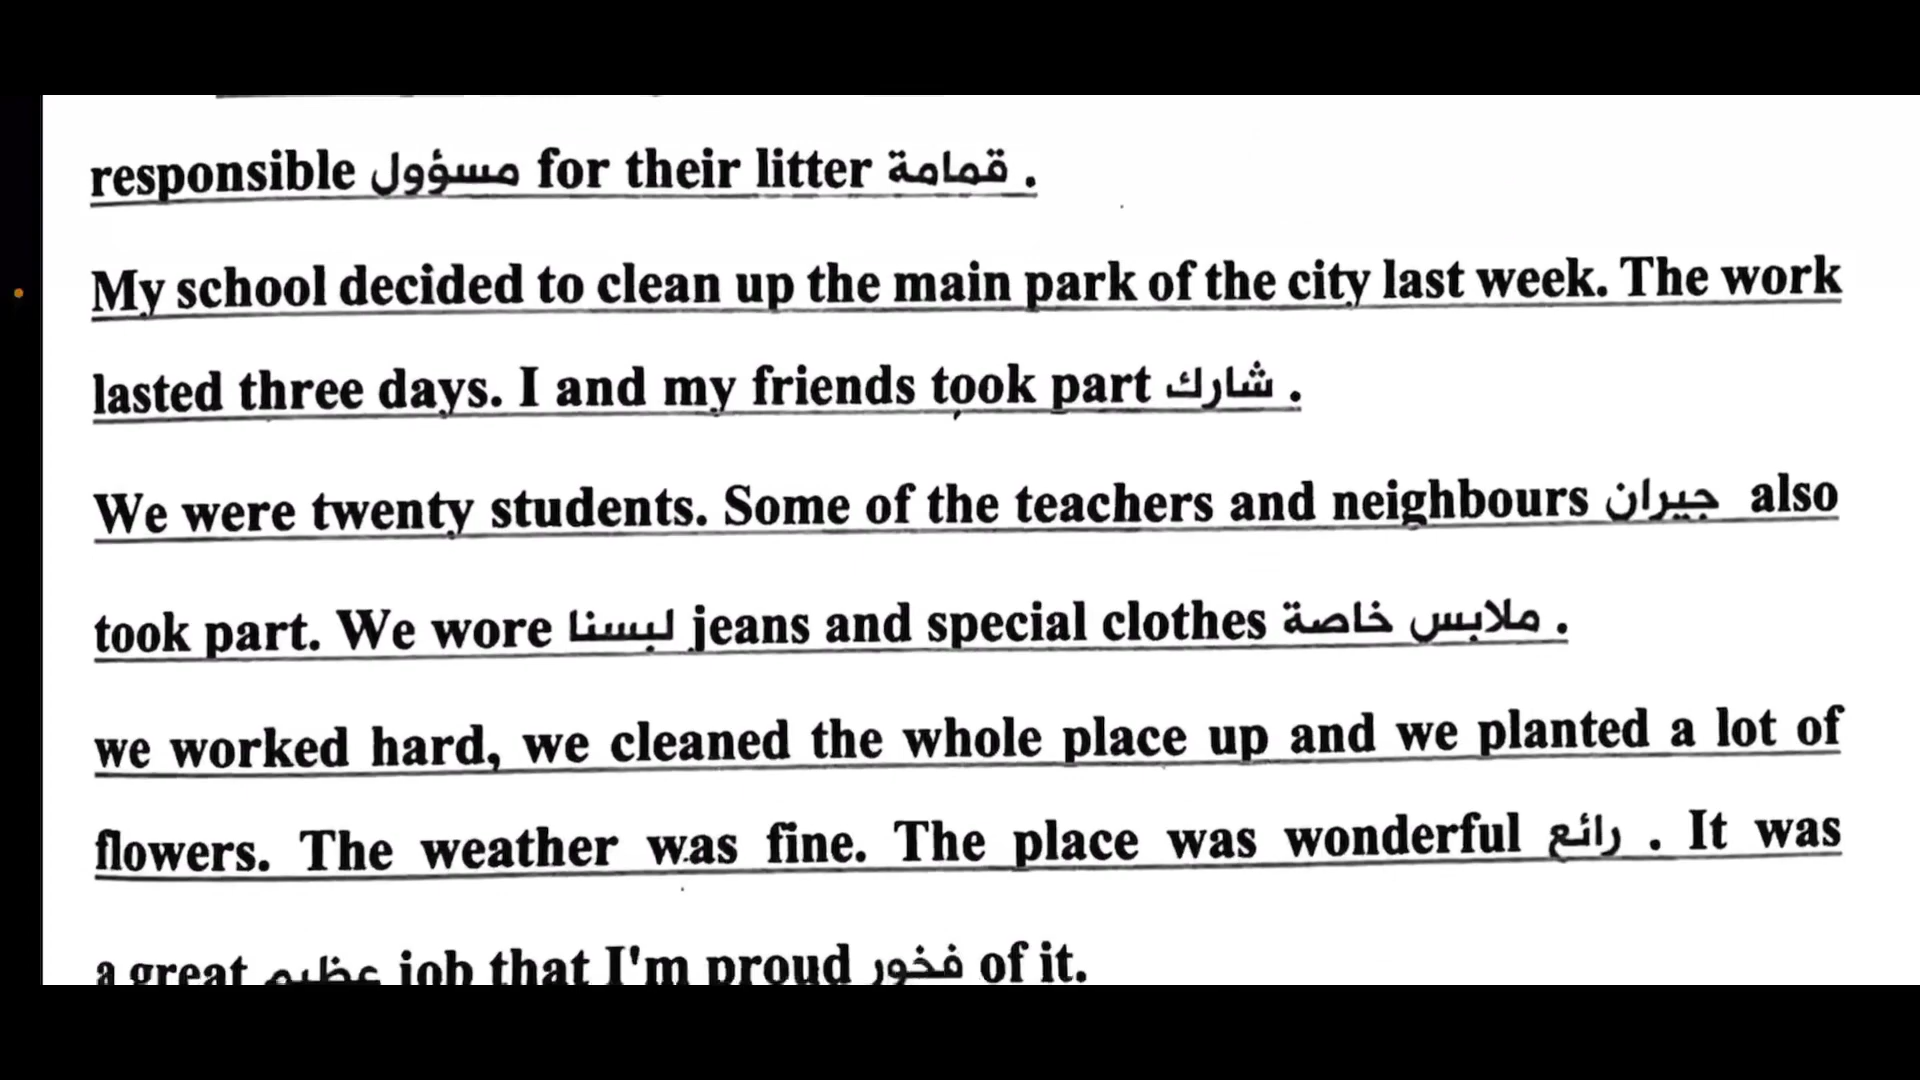 responsible مسؤول for their litter قمامة .
My school decided to clean up the main park of the city last week. The work
lasted three days. I and my friends took part شارك .
We were twenty students. Some of the teachers and neighbours جيران also
took part. We wore لبسنا jeans and special clothes ملابس خاصة .
we worked hard, we cleaned the whole place up and we planted a lot of
flowers. The weather was fine. The place was wonderful رائع . It was
a great عظيم job that I'm proud فخور of it.